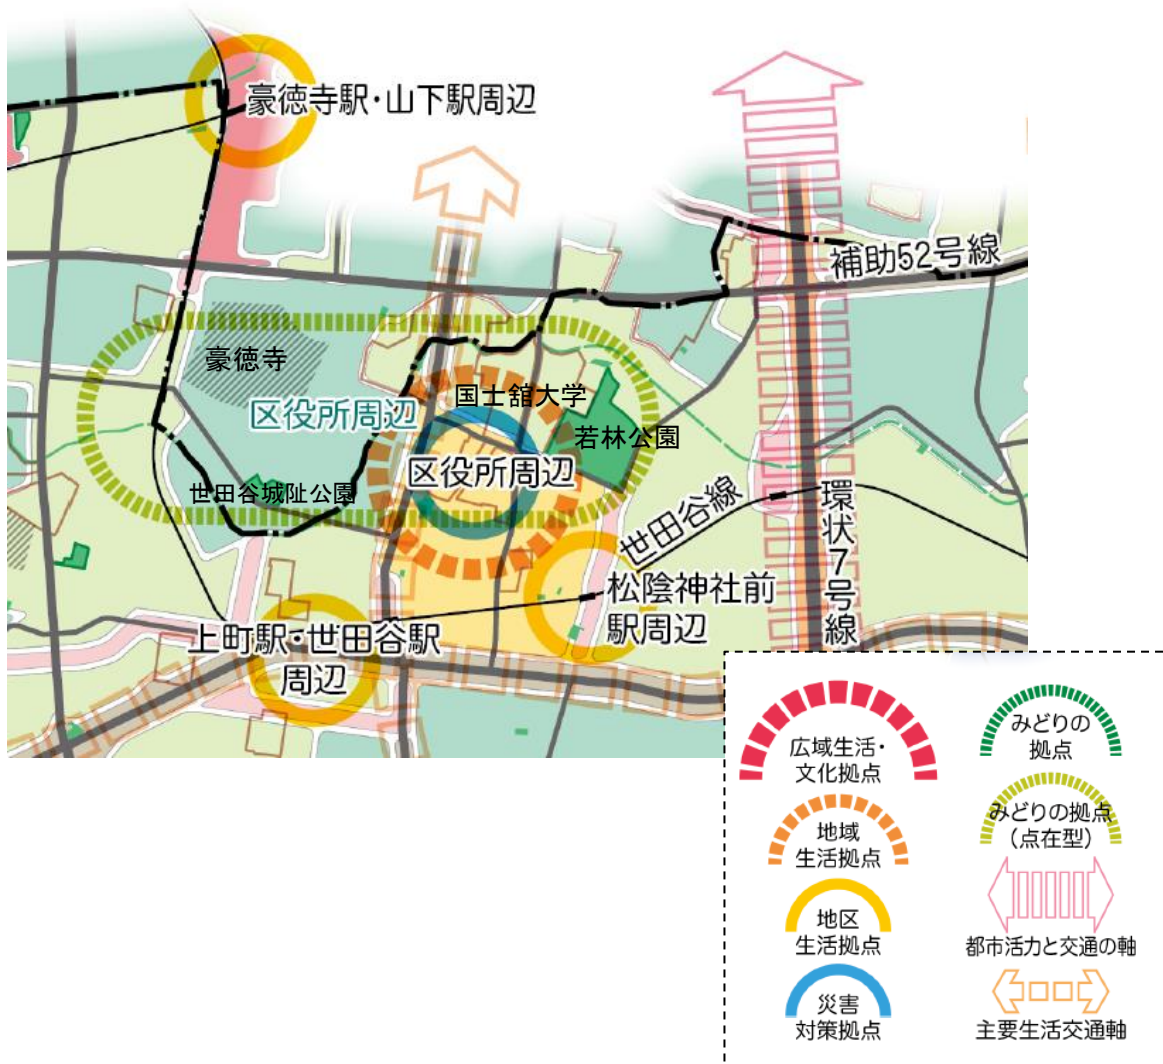 豪徳寺駅・山下駅周辺
補助52号線
豪徳寺
国士舘大学
区役所周辺
若林公園
区役所周辺
世田谷城阯公園
世田谷線
環状7号線
松陰神社前
駅周辺
上町駅・世田谷駅
周辺
広域生活・
文化拠点
みどりの
拠点
地域
生活拠点
みどりの拠点
(点在型)
地区
生活拠点
都市活力と交通の軸
災害
対策拠点
主要生活交通軸